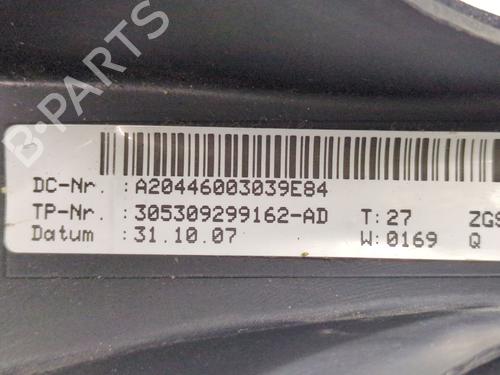 B-PARTS
DC-Nr. :A20446003039E84
TP-Nr. :305309299162-AD T:27 ZGS
Datum :31.10.07 W:0169 Q